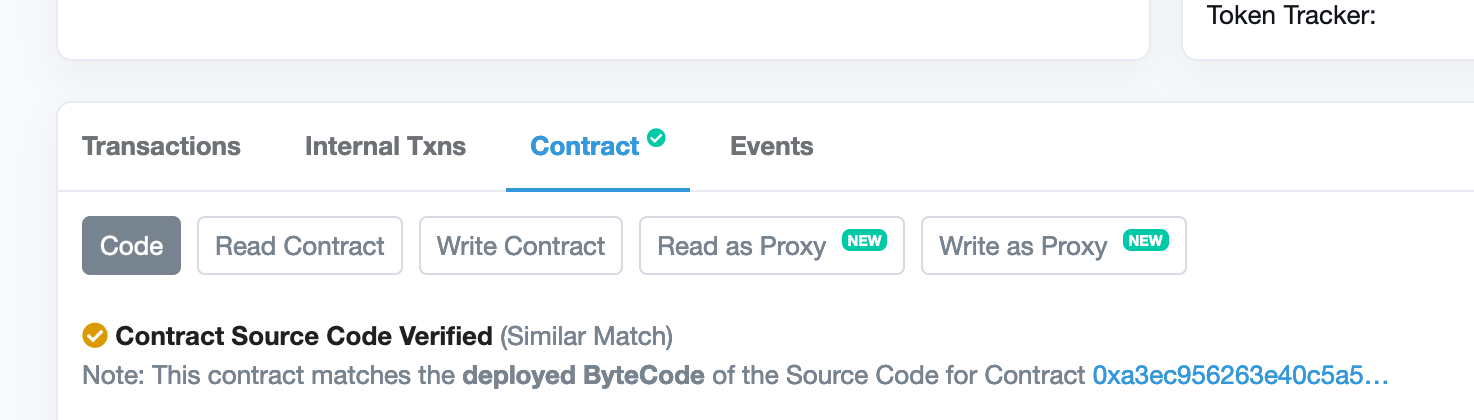 Token Tracker:
Transactions Internal Txns Contract Events
Code Read Contract Write Contract Read as Proxy NEW Write as Proxy NEW
Contract Source Code Verified (Similar Match)
Note: This contract matches the deployed ByteCode of the Source Code for Contract 0xa3ec956263e40c5a5...